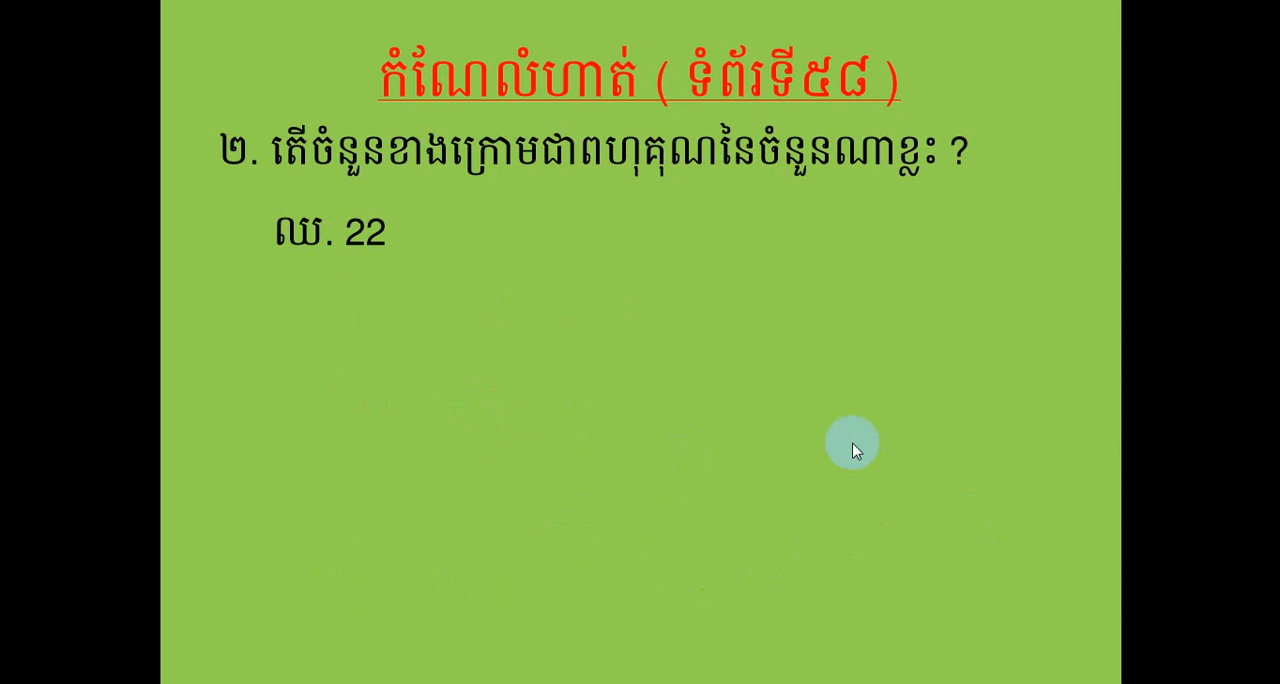 កំណែលំហាត់ ( ទំព័រទី៥៨ )
២. តើចំនួនខាងក្រោមជាពហុគុណនៃចំនួនណាខ្លះ ?
ឈ. 22